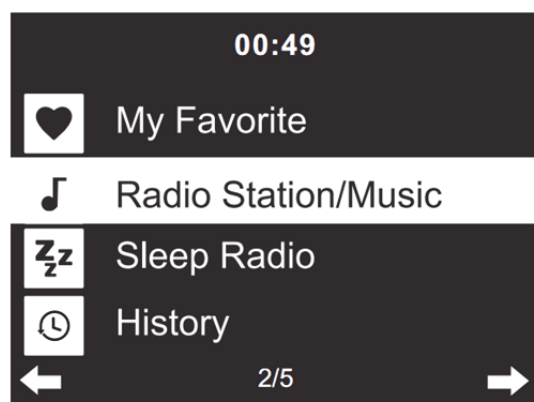 00:49
My Favorite
Radio Station/Music
Sleep Radio
History
2/5